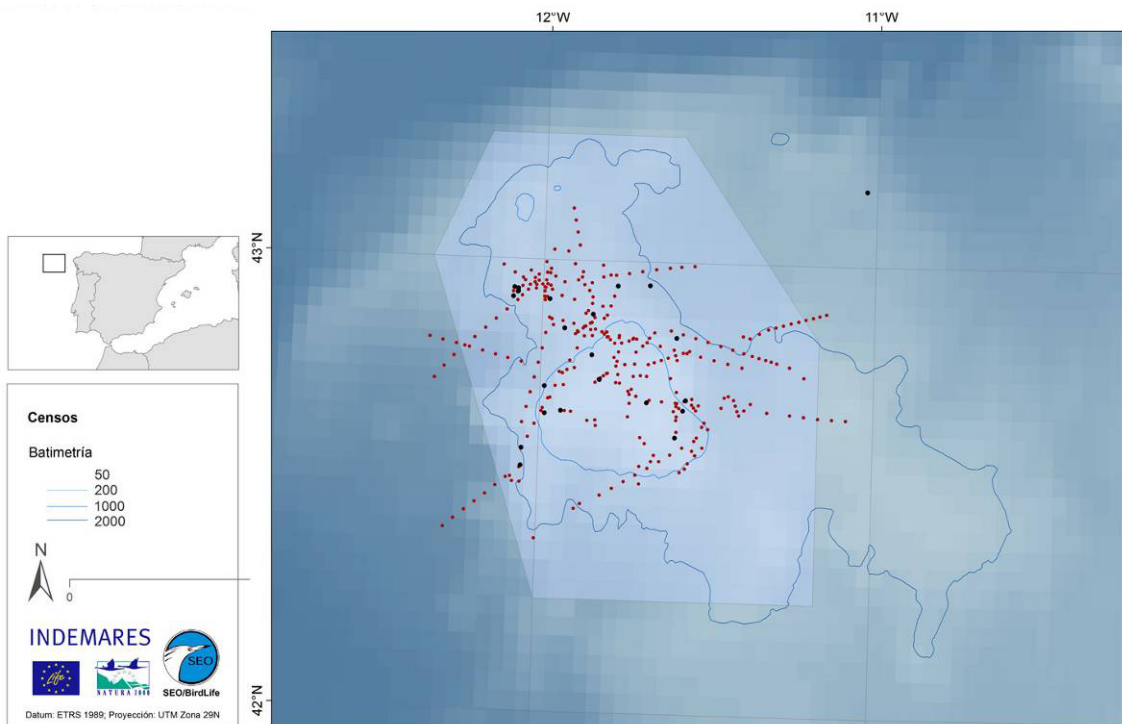 12°W
11°W
43°N
42°N
Censos
Batimetría
50
200
1000
2000
N
0
INDEMARES
Life
NATURA 2000
SEO
SEO/BirdLife
Datum: ETRS 1989; Proyección: UTM Zona 29N